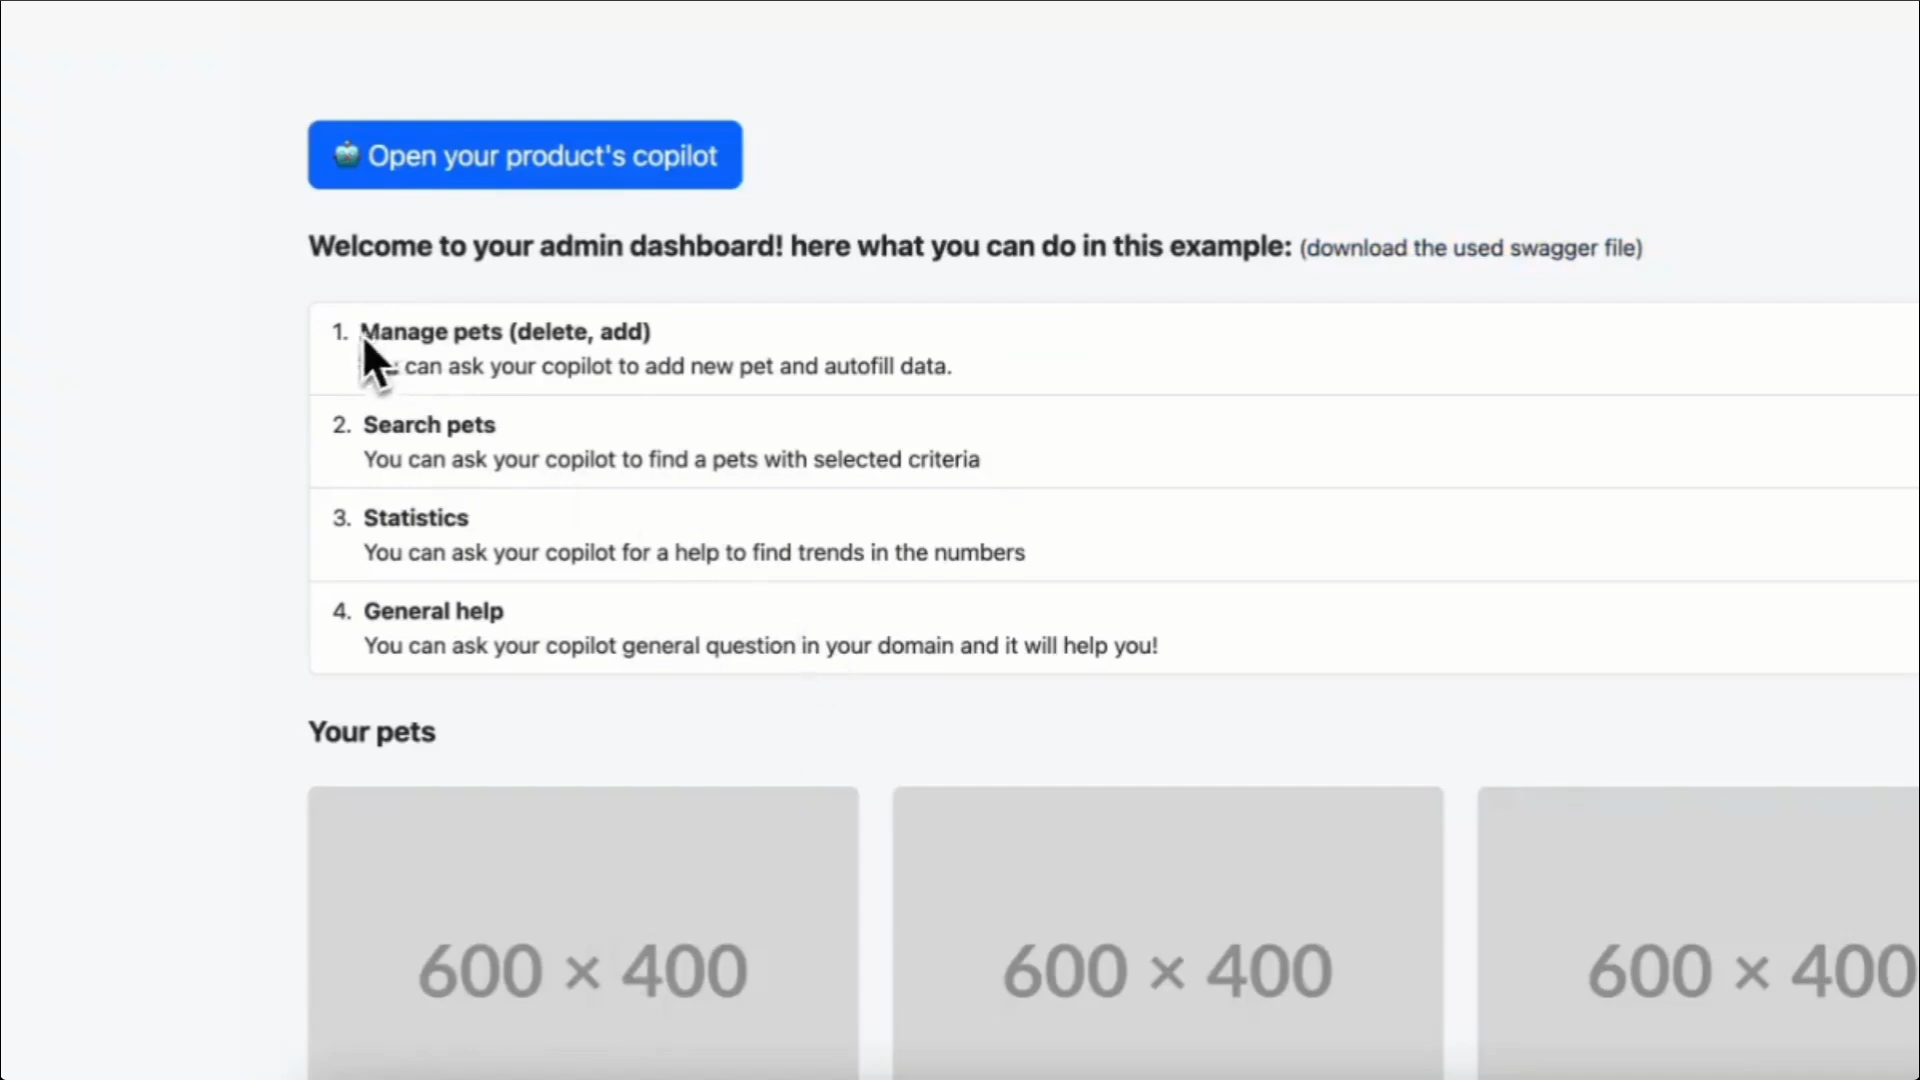 Open your product's copilot
Welcome to your admin dashboard! here what you can do in this example: (download the used swagger file)
1. Manage pets (delete, add)
can ask your copilot to add new pet and autofill data.
2. Search pets
You can ask your copilot to find a pets with selected criteria
3. Statistics
You can ask your copilot for a help to find trends in the numbers
4. General help
You can ask your copilot general question in your domain and it will help you!
Your pets
600 × 400
600 × 400
600 × 400